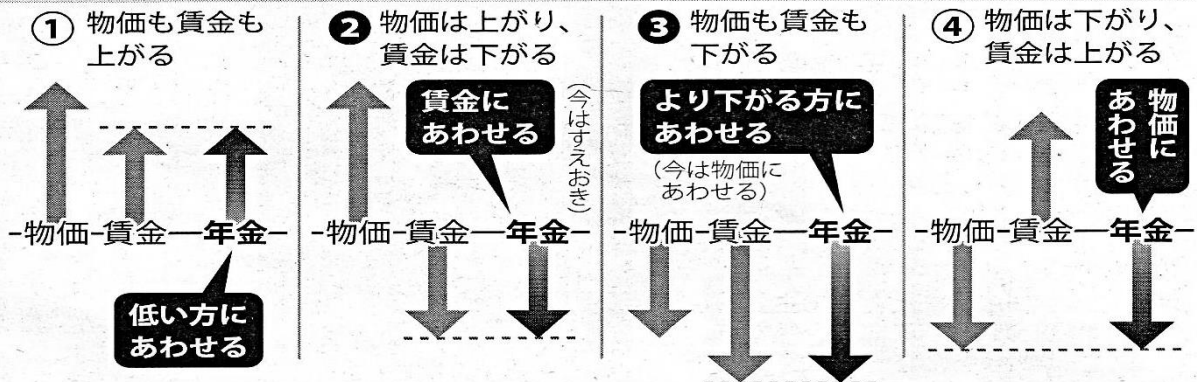 ① 物価も賃金も
上がる
低い方に
あわせる
-物価-賃金—年金-
❷ 物価は上がり、
賃金は下がる
賃金に
あわせる
(今はすえおき)
-物価-賃金—年金-
❸ 物価も賃金も
下がる
より下がる方に
あわせる
(今は物価に
あわせる)
-物価-賃金—年金-
④ 物価は下がり、
賃金は上がる
物価に
あわせる
-物価-賃金—年金-